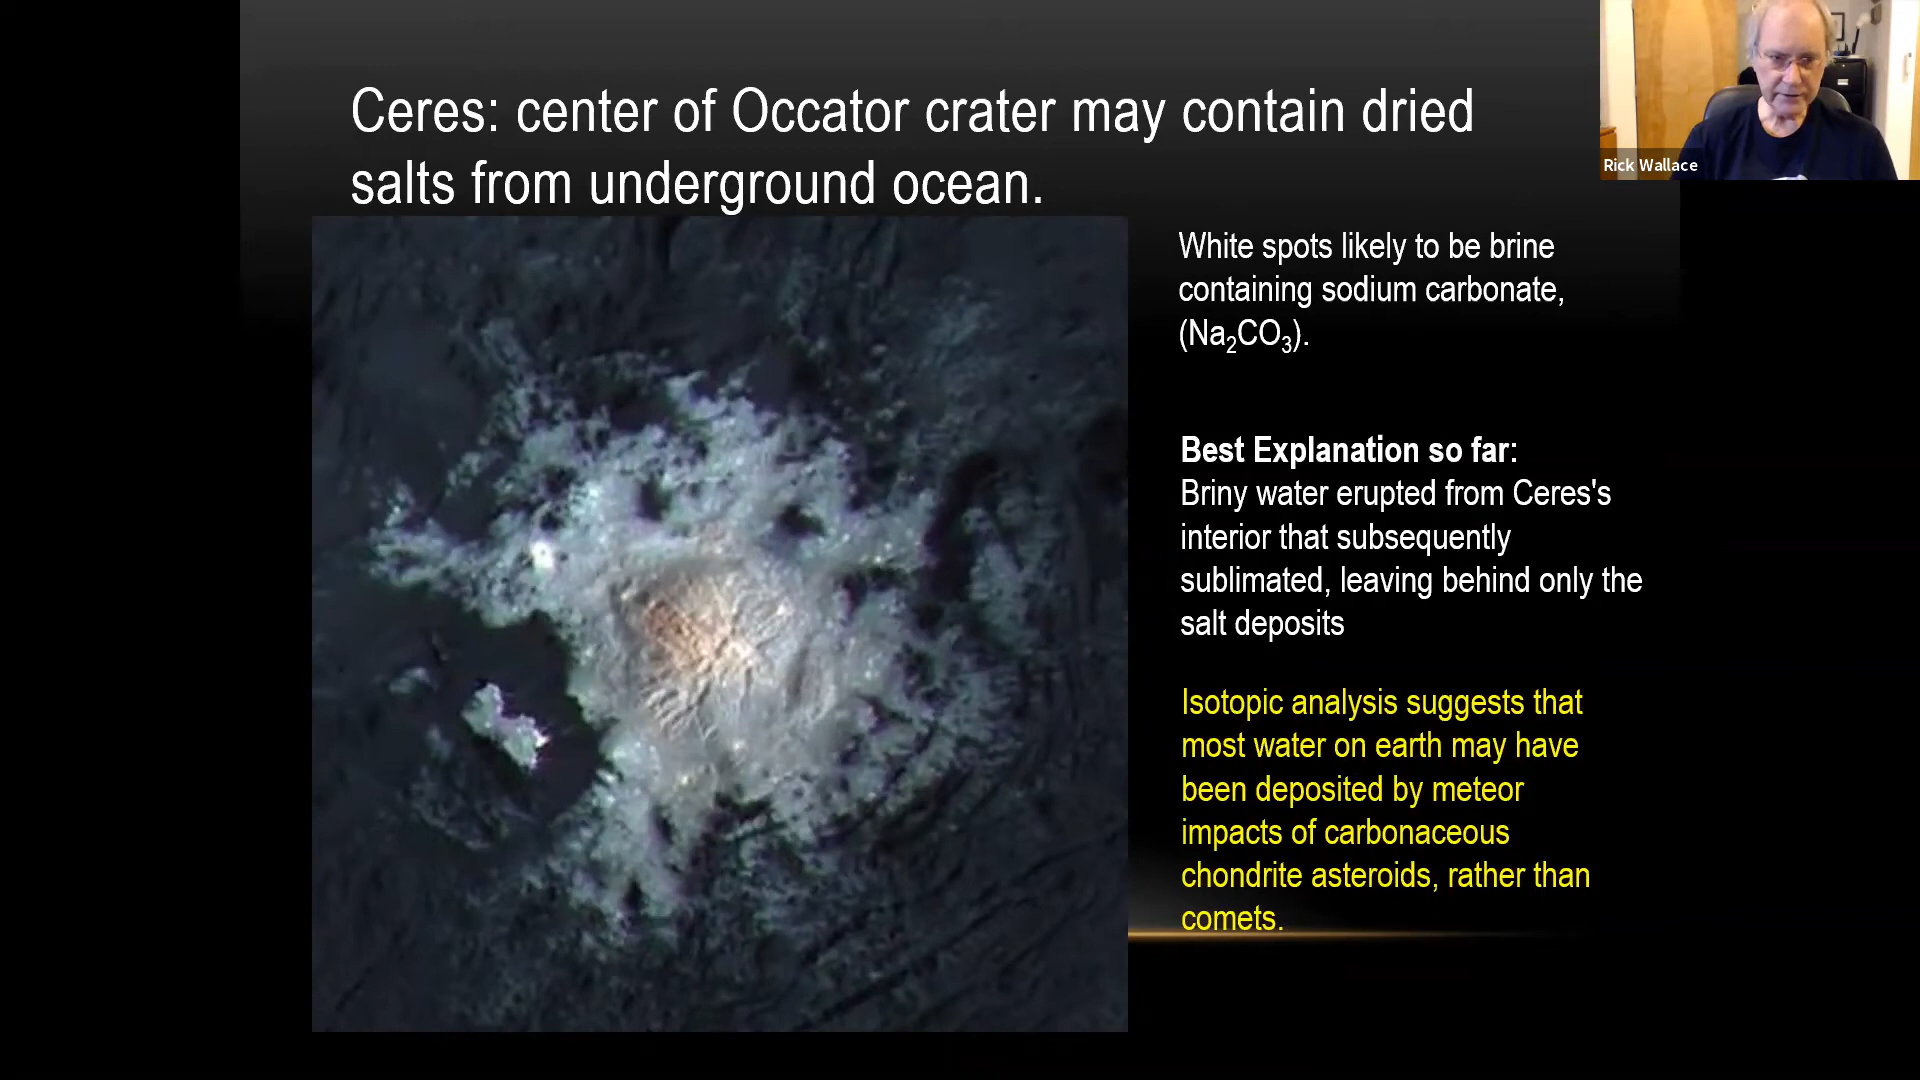 Ceres: center of Occator crater may contain dried
salts from underground ocean.
Rick Wallace
White spots likely to be brine
containing sodium carbonate,
(Na₂CO₃).
Best Explanation so far:
Briny water erupted from Ceres's
interior that subsequently
sublimated, leaving behind only the
salt deposits
Isotopic analysis suggests that
most water on earth may have
been deposited by meteor
impacts of carbonaceous
chondrite asteroids, rather than
comets.